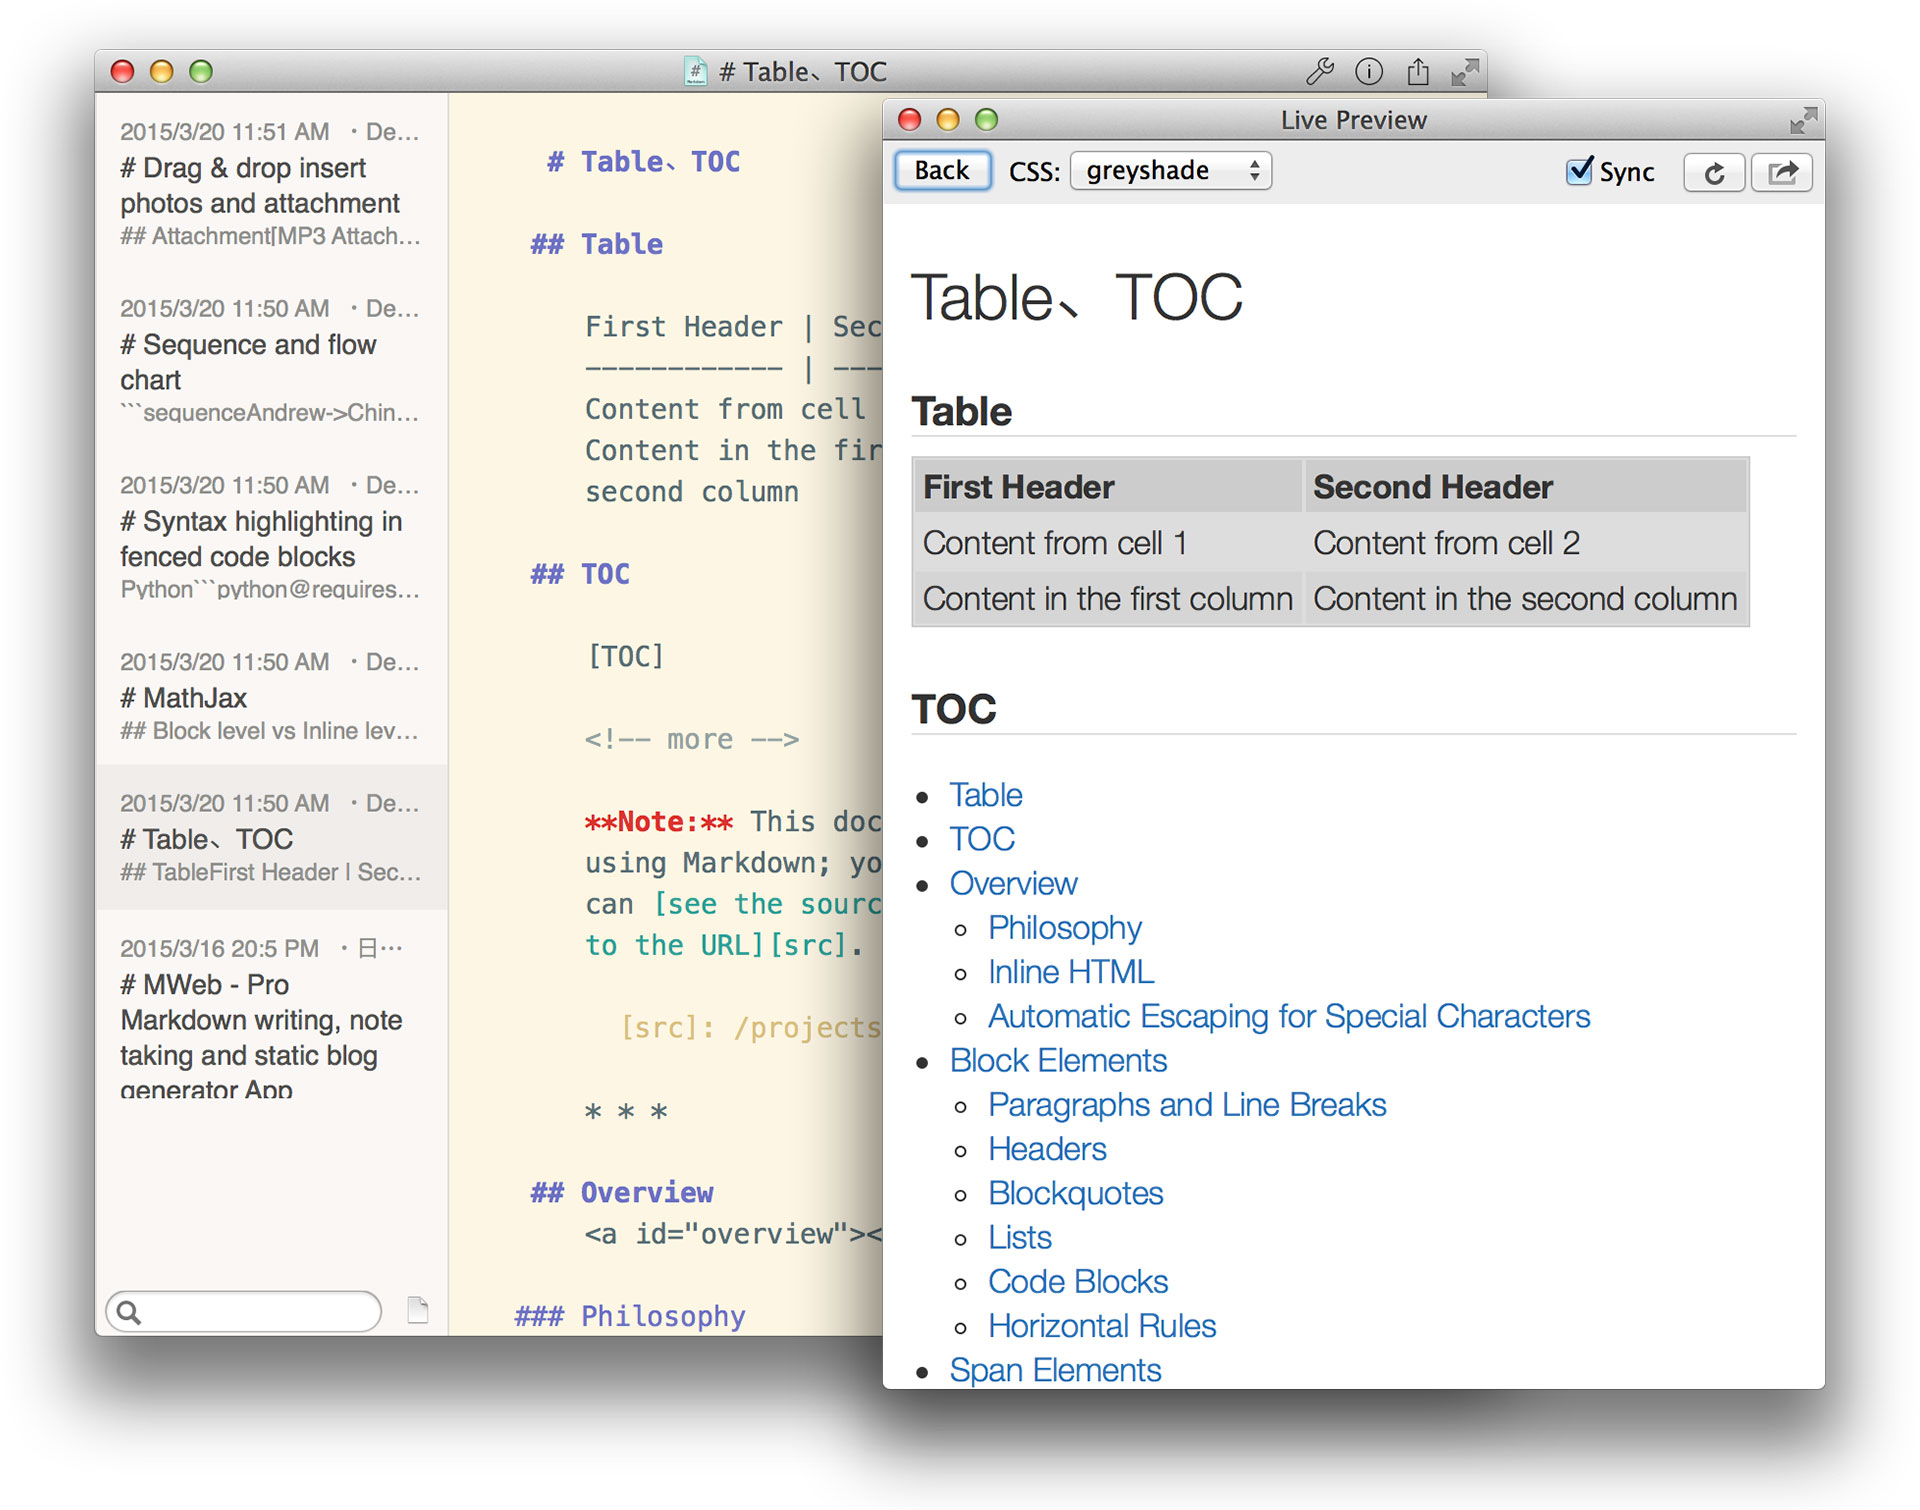 # Table、TOC
2015/3/20 11:51 AM ・De...
# Drag & drop insert
photos and attachment
## Attachment[MP3 Attach...
2015/3/20 11:50 AM ・De...
# Sequence and flow
chart
```sequenceAndrew->Chin...
2015/3/20 11:50 AM ・De...
# Syntax highlighting in
fenced code blocks
Python```python@requires...
2015/3/20 11:50 AM ・De...
# MathJax
## Block level vs Inline lev...
2015/3/20 11:50 AM ・De...
# Table、TOC
## TableFirst Header | Sec...
2015/3/16 20:5 PM ・日...
# MWeb - Pro
Markdown writing, note
taking and static blog
generator App
# Table、TOC
## Table
First Header | Sec
------------ | ---
Content from cell
Content in the fir
second column
## TOC
[TOC]
<!-- more -->
**Note:** This doc
using Markdown; yo
can [see the sourc
to the URL][src].
[src]: /projects
* * *
## Overview
<a id="overview"><
### Philosophy
Live Preview
Back CSS: greyshade Sync
Table、TOC
Table
First Header Second Header
Content from cell 1 Content from cell 2
Content in the first column Content in the second column
TOC
• Table
• TOC
• Overview
◦ Philosophy
◦ Inline HTML
◦ Automatic Escaping for Special Characters
• Block Elements
◦ Paragraphs and Line Breaks
◦ Headers
◦ Blockquotes
◦ Lists
◦ Code Blocks
◦ Horizontal Rules
• Span Elements